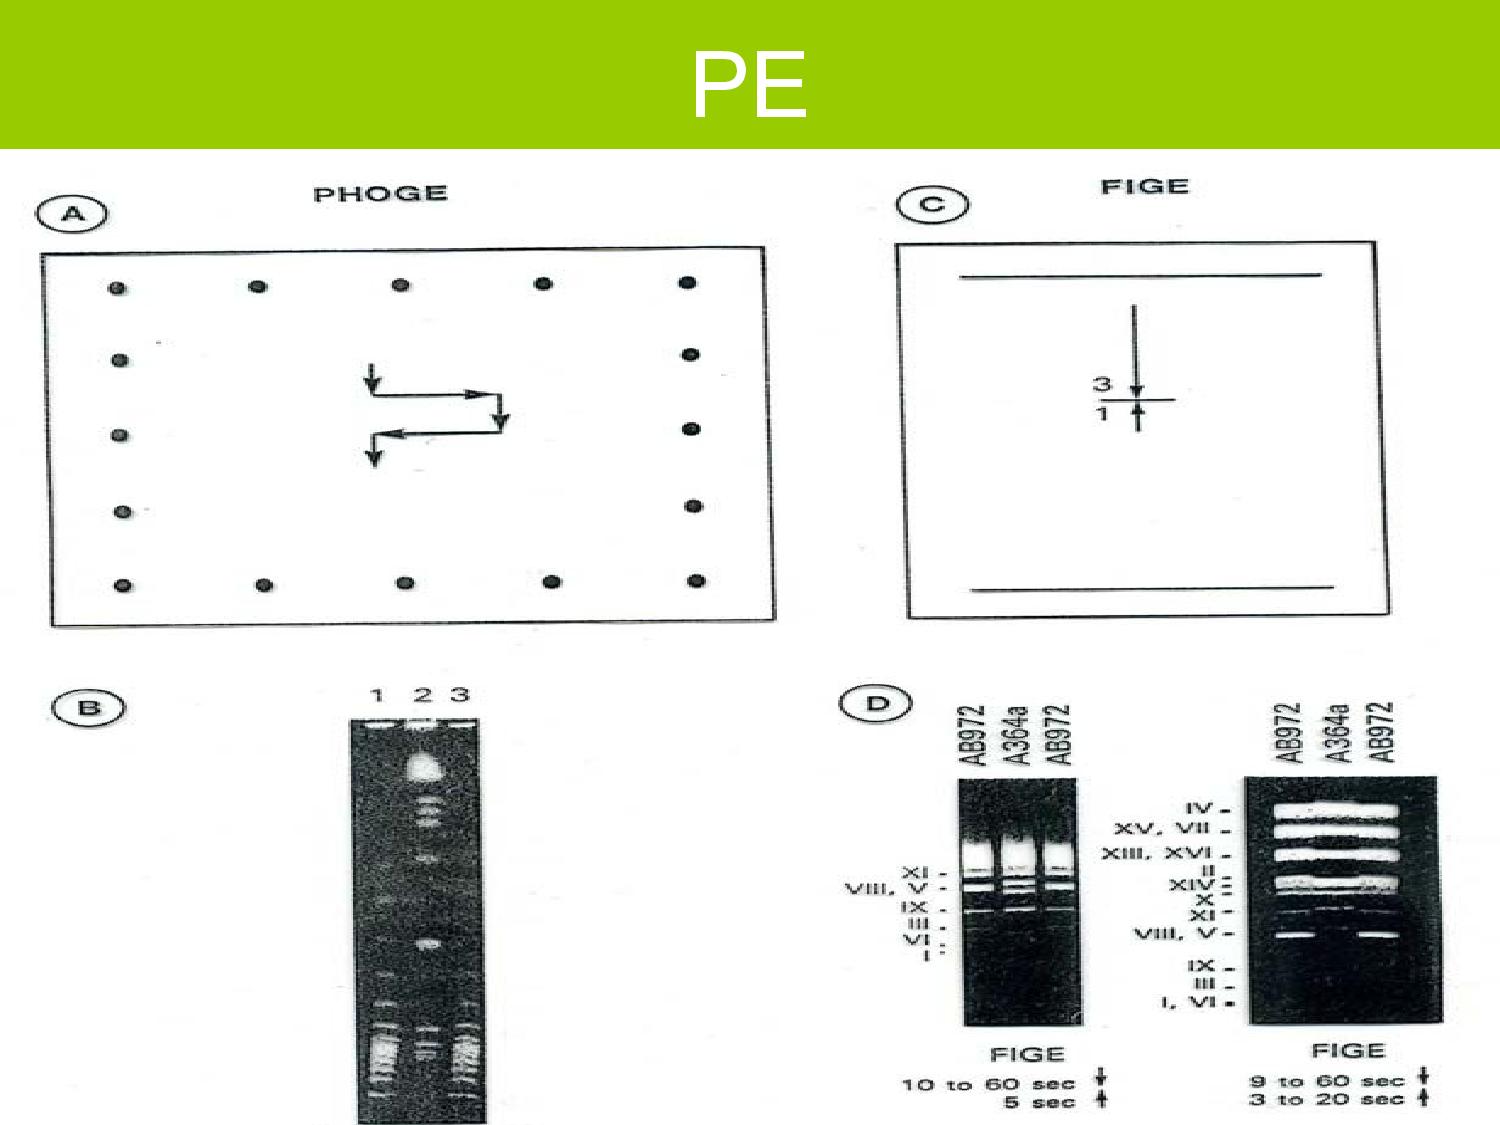 PE
A
PHOGE
C
FIGE
3
1
B
1 2 3
D
AB972
A364a
AB972
XI -
VIII, V -
IX -
III -
VI -
I -
FIGE
10 to 60 sec ↓
5 sec ↑
AB972
A364a
AB972
IV -
XV, VII -
XIII, XVI -
II -
XIV -
X -
XI -
VIII, V -
IX -
III -
I, VI -
FIGE
9 to 60 sec ↓
3 to 20 sec ↑